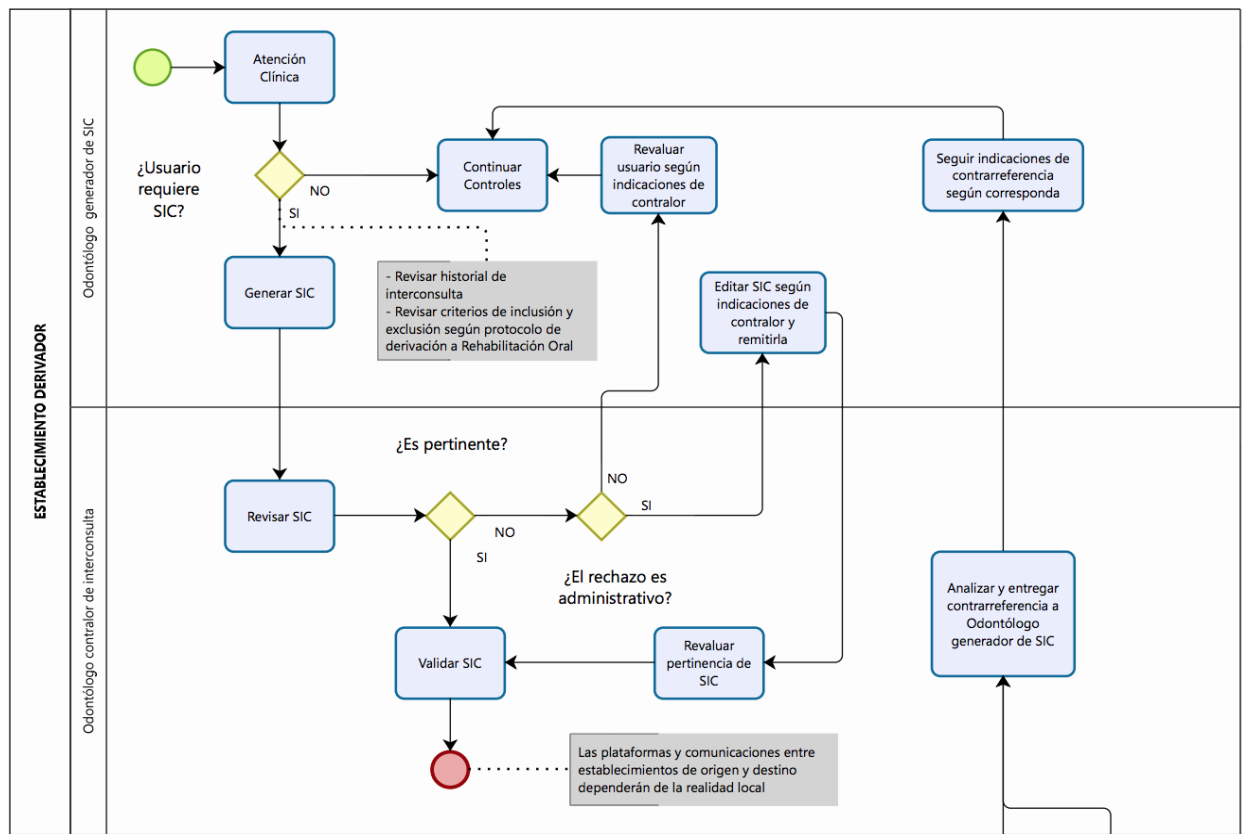 ESTABLECIMIENTO DERIVADOR
Odontólogo generador de SIC
Atención
Clínica
¿Usuario
requiere
SIC?
NO
SI
Continuar
Controles
Revaluar
usuario según
indicaciones de
contralor
Seguir indicaciones de
contrarreferencia
según corresponda
Generar SIC
- Revisar historial de
interconsulta
- Revisar criterios de inclusión y
exclusión según protocolo de
derivación a Rehabilitación Oral
Editar SIC según
indicaciones de
contralor y
remitirla
Odontólogo contralor de interconsulta
¿Es pertinente?
Revisar SIC
NO
SI
NO
SI
¿El rechazo es
administrativo?
Analizar y entregar
contrarreferencia a
Odontólogo
generador de SIC
Validar SIC
Revaluar
pertinencia de
SIC
Las plataformas y comunicaciones entre
establecimientos de origen y destino
dependerán de la realidad local